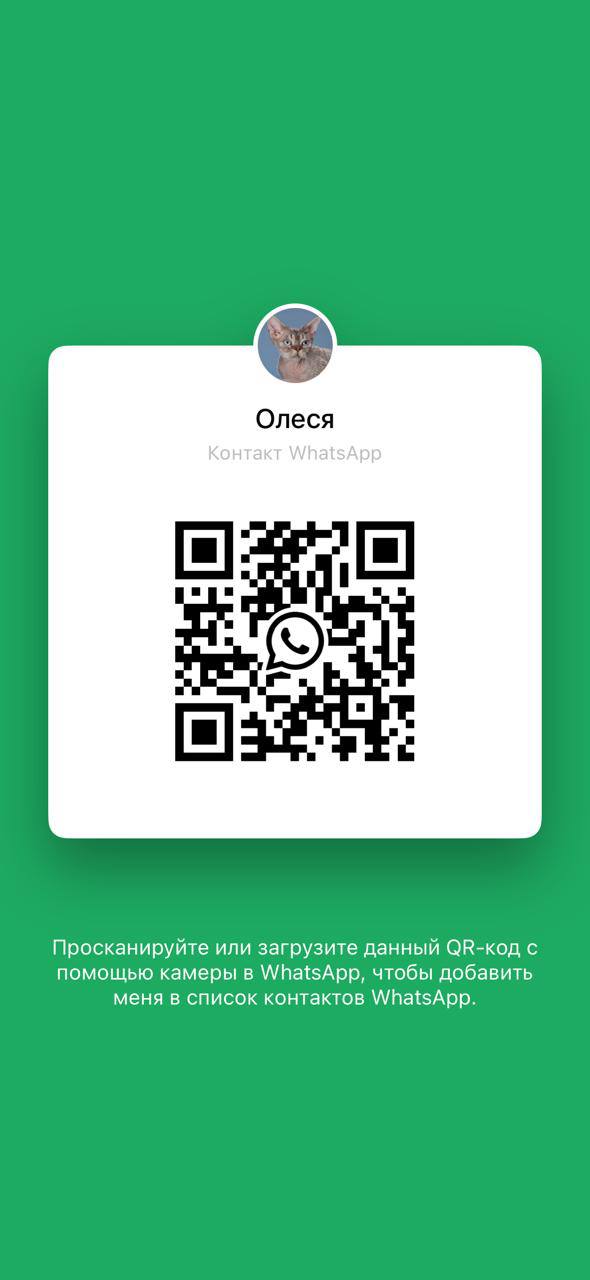 Олеся
Контакт WhatsApp
Просканируйте или загрузите данный QR-код с
помощью камеры в WhatsApp, чтобы добавить
меня в список контактов WhatsApp.